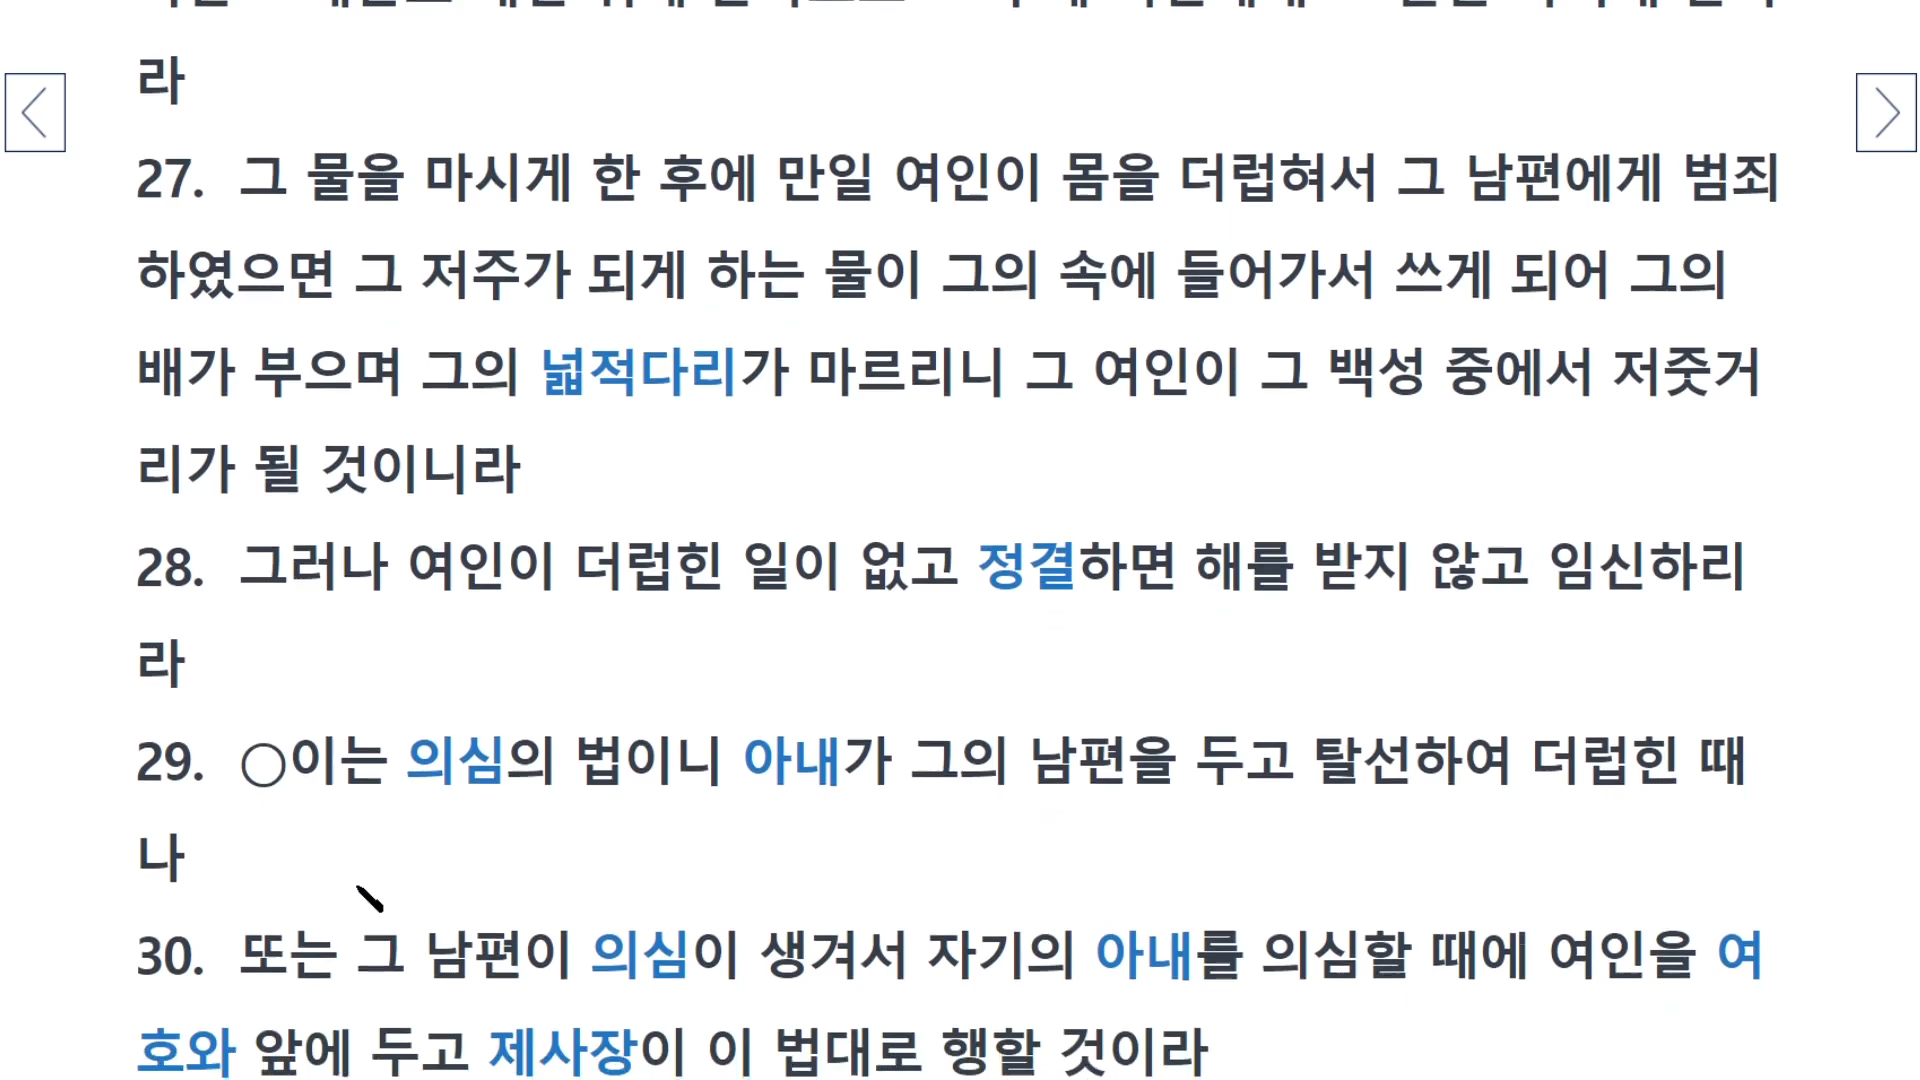 라
27. 그 물을 마시게 한 후에 만일 여인이 몸을 더럽혀서 그 남편에게 범죄
하였으면 그 저주가 되게 하는 물이 그의 속에 들어가서 쓰게 되어 그의
배가 부으며 그의 넓적다리가 마르리니 그 여인이 그 백성 중에서 저줏거
리가 될 것이니라
28. 그러나 여인이 더럽힌 일이 없고 정결하면 해를 받지 않고 임신하리
라
29. ○이는 의심의 법이니 아내가 그의 남편을 두고 탈선하여 더럽힌 때
나
30. 또는 그 남편이 의심이 생겨서 자기의 아내를 의심할 때에 여인을 여
호와 앞에 두고 제사장이 이 법대로 행할 것이라